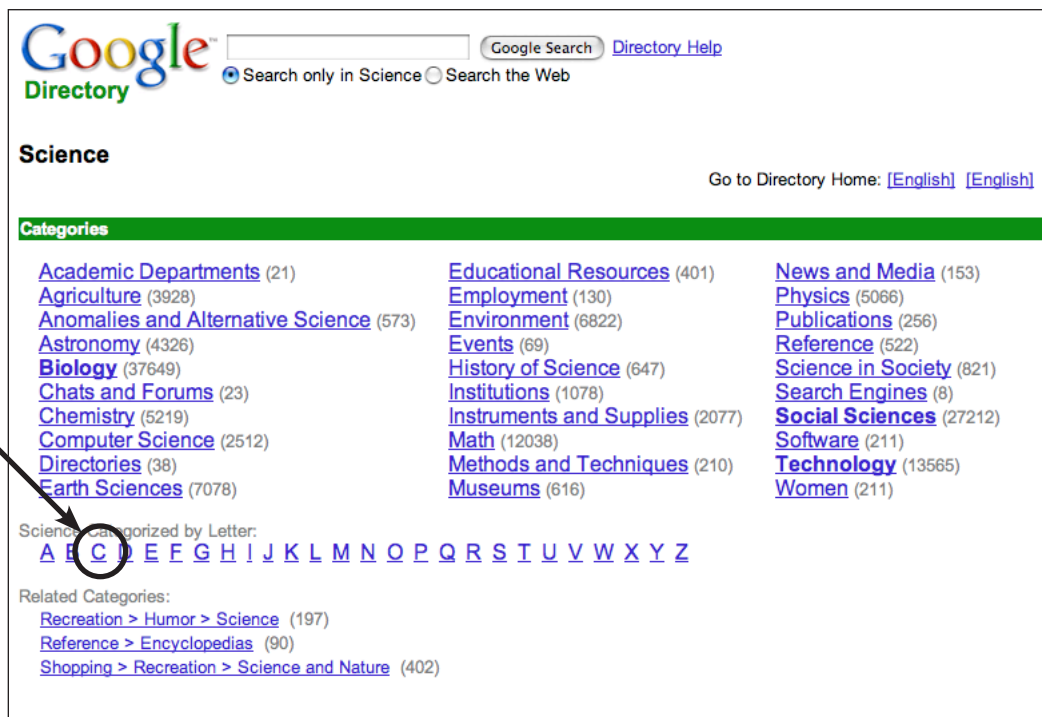 Google™ Google Search Directory Help
Search only in Science Search the Web
Directory
Science
Go to Directory Home: [English] [English]
Categories
Academic Departments (21)
Agriculture (3928)
Anomalies and Alternative Science (573)
Astronomy (4326)
Biology (37649)
Chats and Forums (23)
Chemistry (5219)
Computer Science (2512)
Directories (38)
Earth Sciences (7078)
Educational Resources (401)
Employment (130)
Environment (6822)
Events (69)
History of Science (647)
Institutions (1078)
Instruments and Supplies (2077)
Math (12038)
Methods and Techniques (210)
Museums (616)
News and Media (153)
Physics (5066)
Publications (256)
Reference (522)
Science in Society (821)
Search Engines (8)
Social Sciences (27212)
Software (211)
Technology (13565)
Women (211)
Science Categorized by Letter:
A B C D E F G H I J K L M N O P Q R S T U V W X Y Z
Related Categories:
Recreation > Humor > Science (197)
Reference > Encyclopedias (90)
Shopping > Recreation > Science and Nature (402)